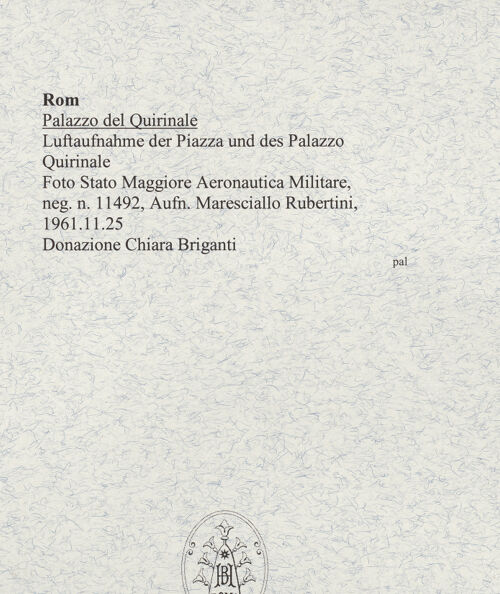 Rom
Palazzo del Quirinale
Luftaufnahme der Piazza und des Palazzo
Quirinale
Foto Stato Maggiore Aeronautica Militare,
neg. n. 11492, Aufn. Maresciallo Rubertini,
1961.11.25
Donazione Chiara Briganti
pal